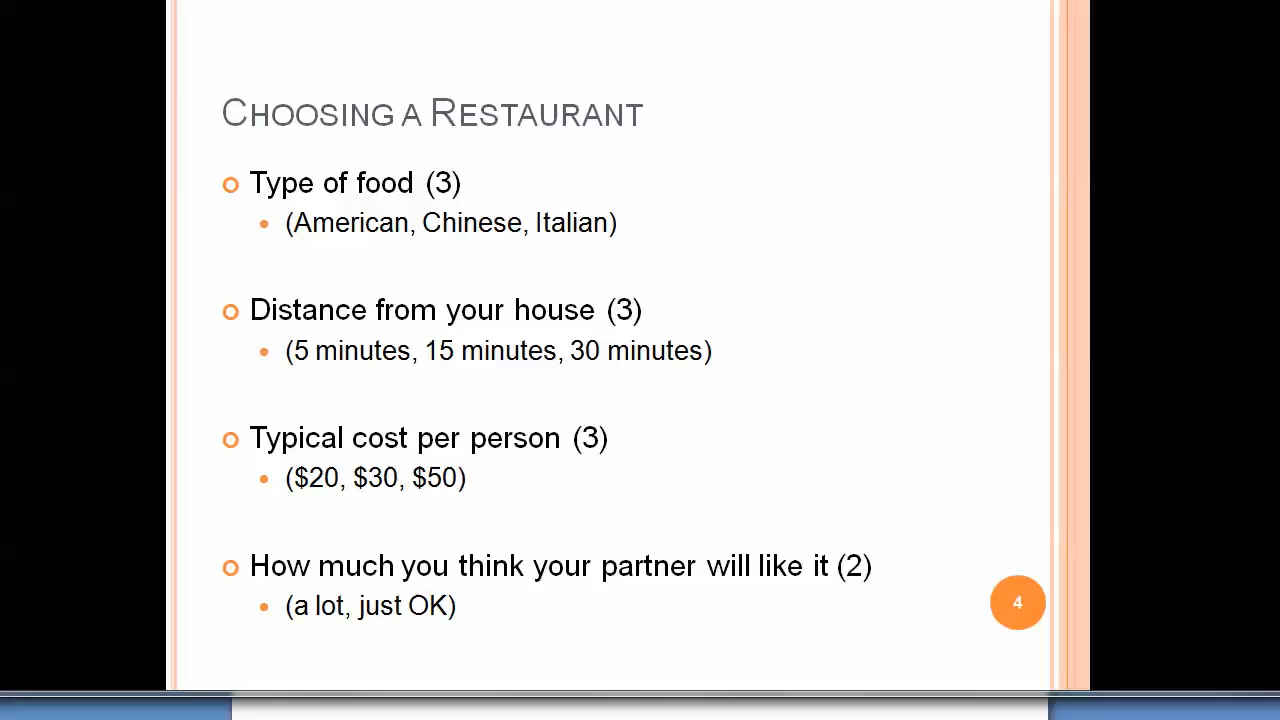 CHOOSING A RESTAURANT
Type of food (3)
(American, Chinese, Italian)
Distance from your house (3)
(5 minutes, 15 minutes, 30 minutes)
Typical cost per person (3)
($20, $30, $50)
How much you think your partner will like it (2)
(a lot, just OK)
4